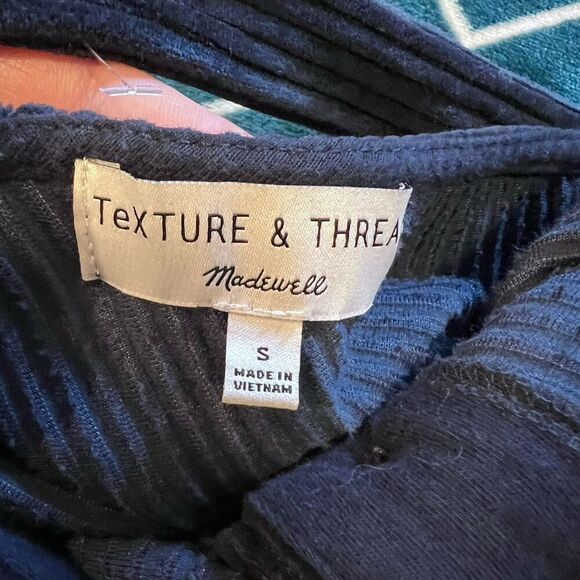 TeXTURE & THREA
Madewell
S
MADE IN
VIETNAM